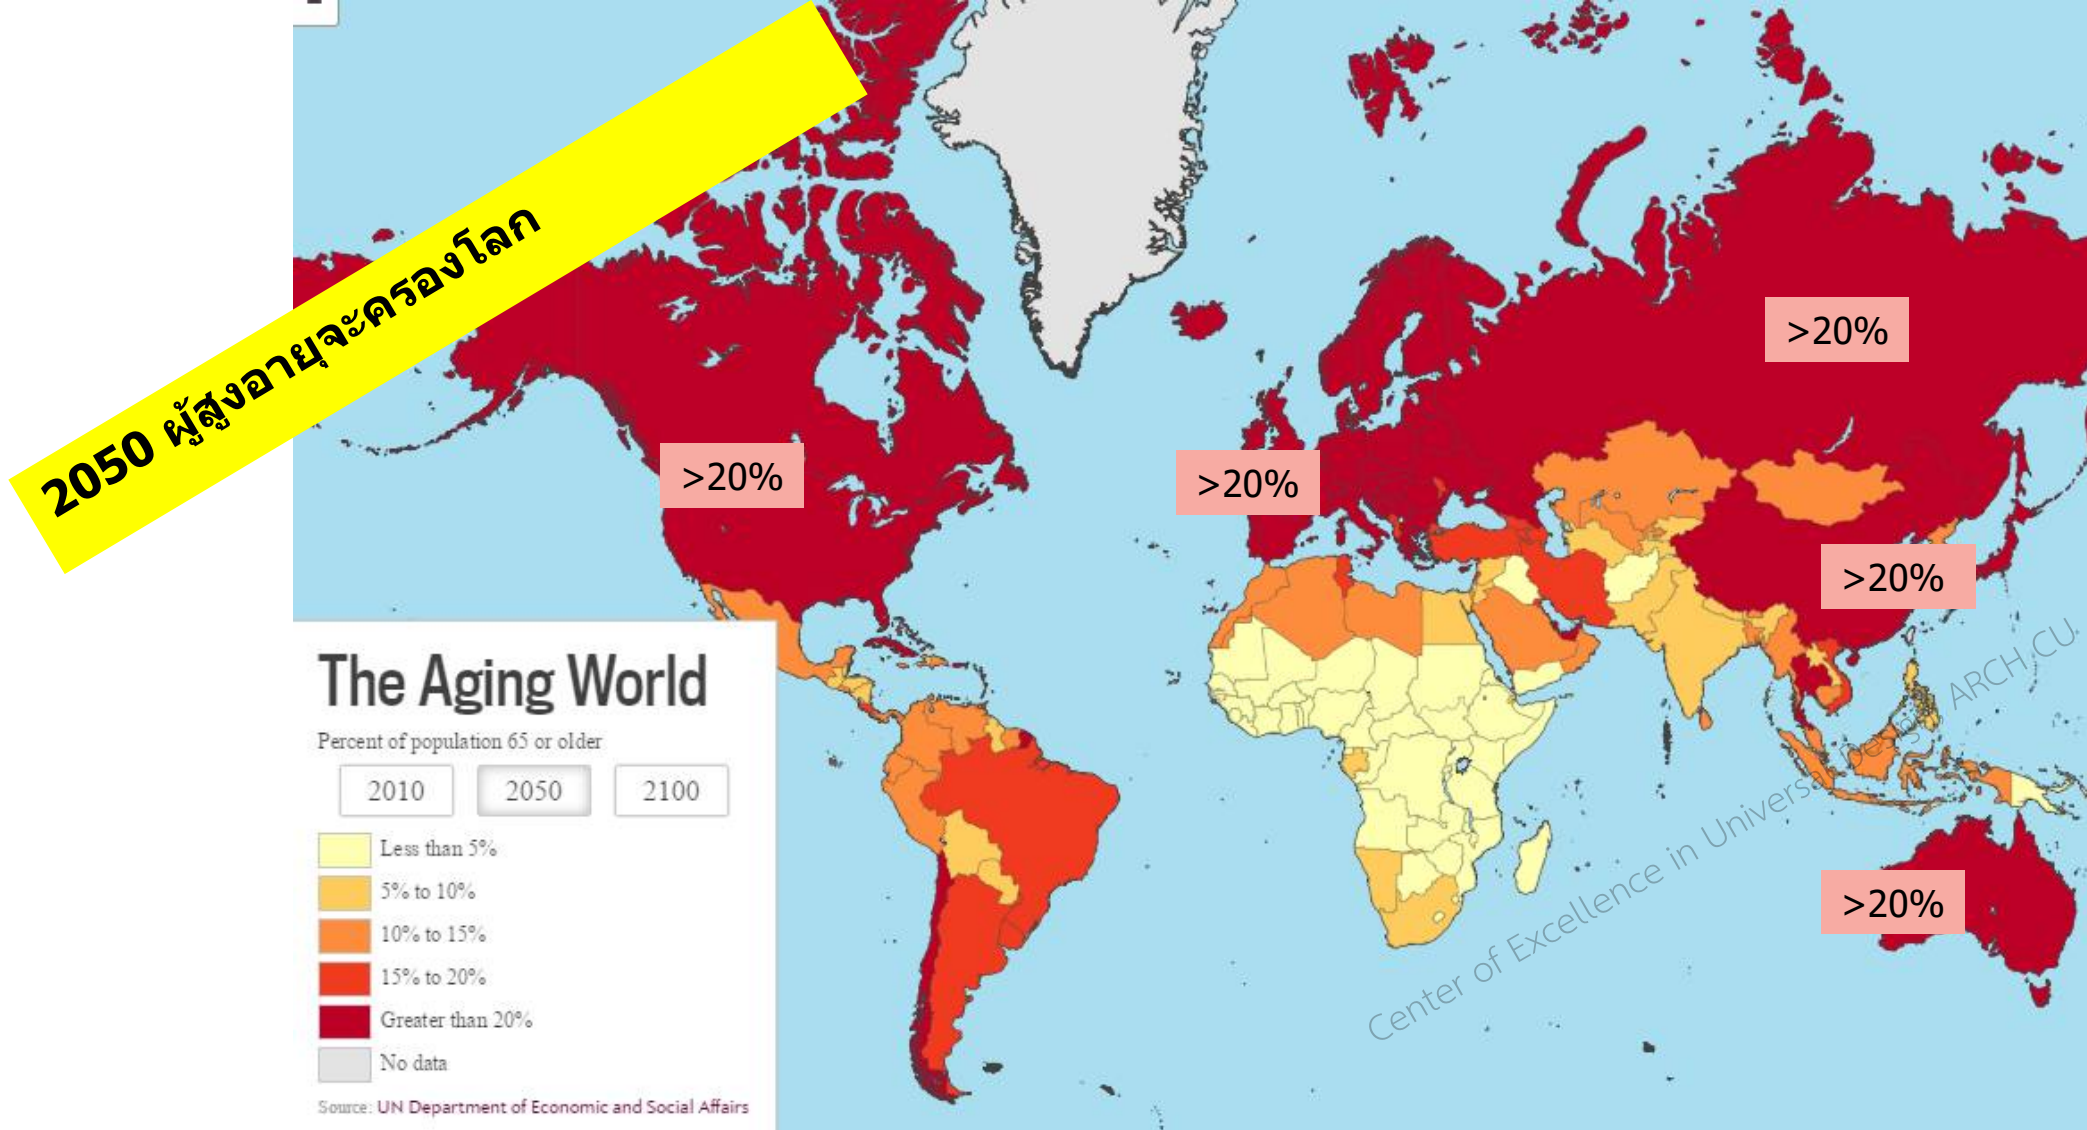 2050 ผู้สูงอายุจะครองโลก
>20%
>20%
>20%
>20%
>20%
The Aging World
Percent of population 65 or older
2010 2050 2100
Less than 5%
5% to 10%
10% to 15%
15% to 20%
Greater than 20%
No data
Source: UN Department of Economic and Social Affairs
Center of Excellence in Universal Design ARCH.CU.